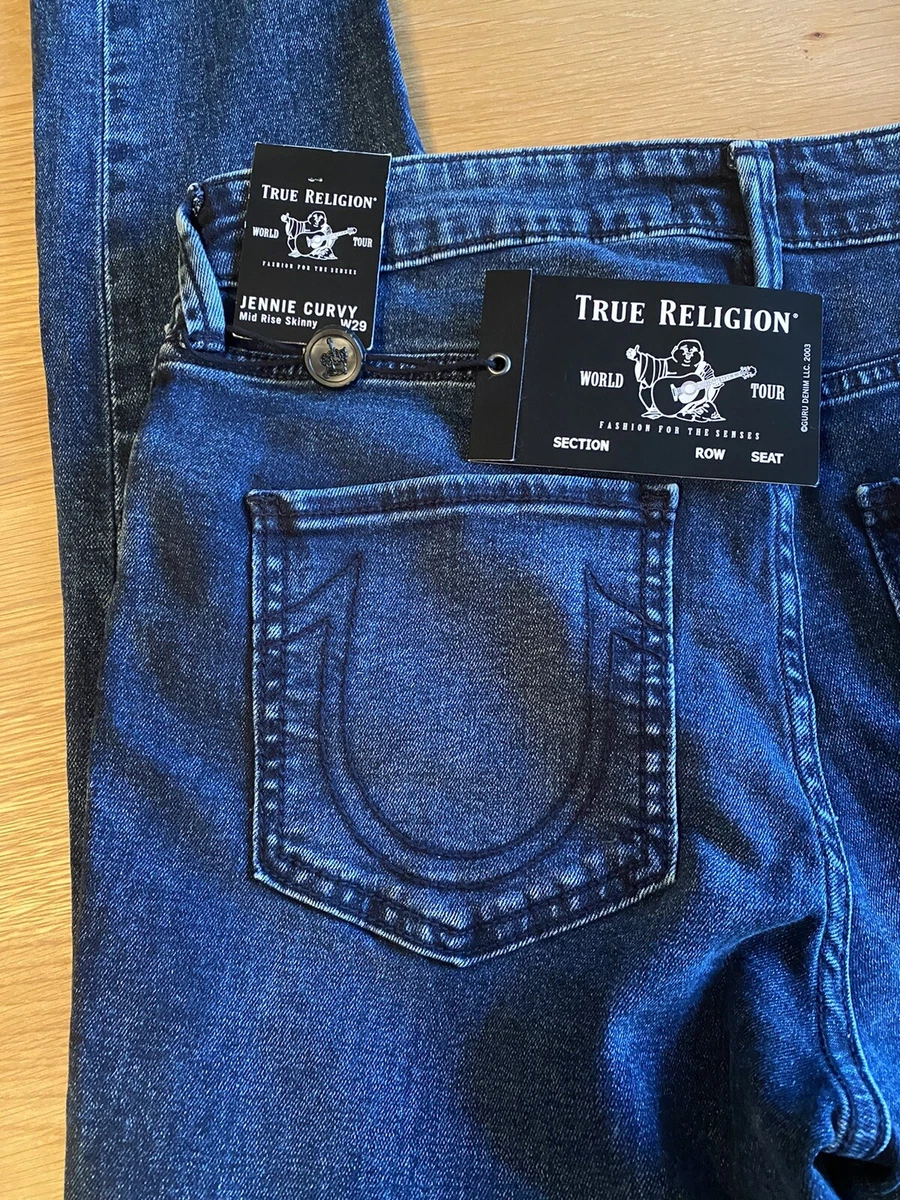 TRUE RELIGION®
WORLD TOUR
FASHION FOR THE SENSES
JENNIE CURVY
Mid Rise Skinny W29
TRUE RELIGION®
WORLD TOUR
FASHION FOR THE SENSES
SECTION ROW SEAT
©GURU DENIM LLC. 2003